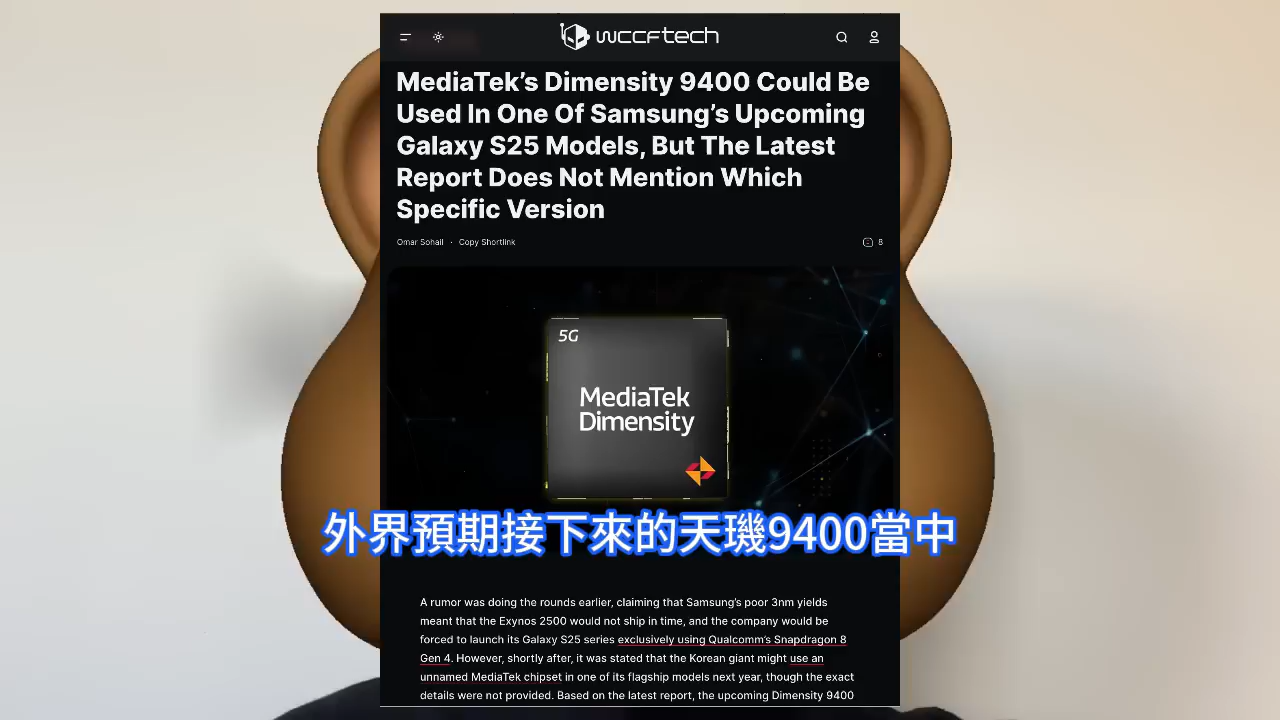 wccftech
MediaTek’s Dimensity 9400 Could Be
Used In One Of Samsung’s Upcoming
Galaxy S25 Models, But The Latest
Report Does Not Mention Which
Specific Version
Omar Sohail · Copy Shortlink
8
5G
MediaTek
Dimensity
外界預期接下來的天璣9400當中
A rumor was doing the rounds earlier, claiming that Samsung’s poor 3nm yields
meant that the Exynos 2500 would not ship in time, and the company would be
forced to launch its Galaxy S25 series exclusively using Qualcomm’s Snapdragon 8
Gen 4. However, shortly after, it was stated that the Korean giant might use an
unnamed MediaTek chipset in one of its flagship models next year, though the exact
details were not provided. Based on the latest report, the upcoming Dimensity 9400